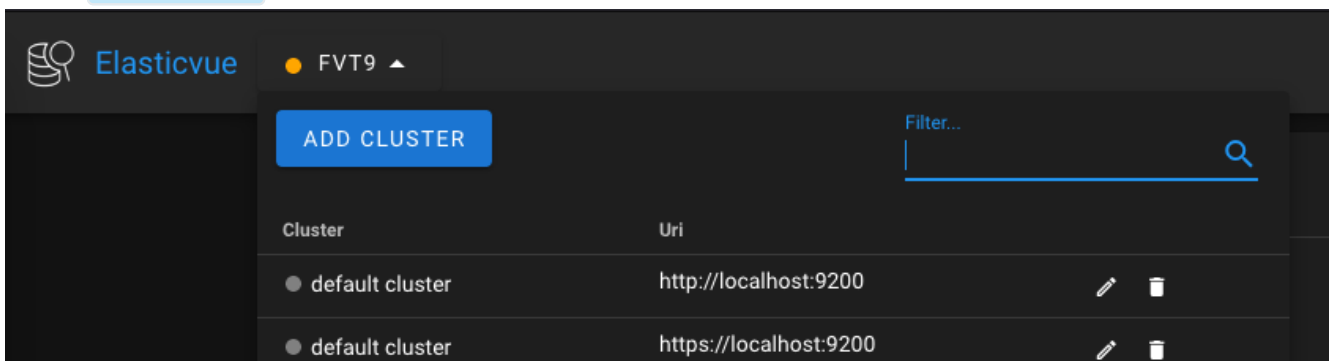 Elasticvue FVT9
ADD CLUSTER
Filter...
Cluster Uri
default cluster http://localhost:9200
default cluster https://localhost:9200